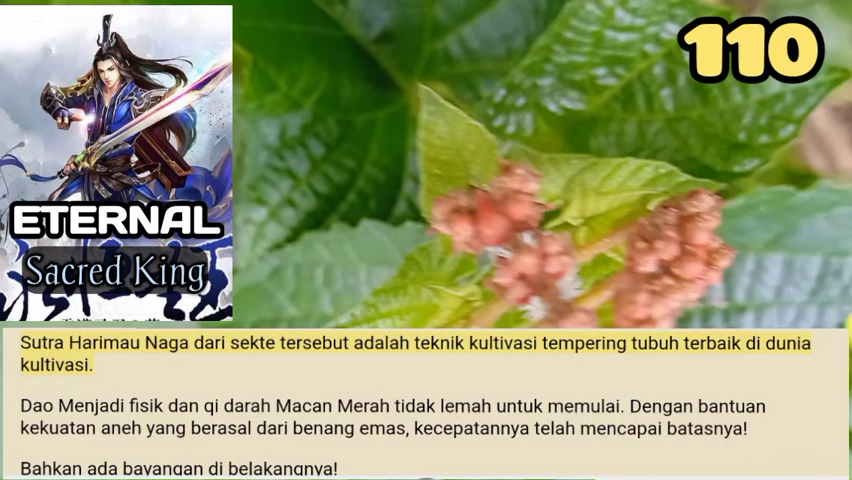 110
ETERNAL
Sacred King
Sutra Harimau Naga dari sekte tersebut adalah teknik kultivasi tempering tubuh terbaik di dunia
kultivasi.
Dao Menjadi fisik dan qi darah Macan Merah tidak lemah untuk memulai. Dengan bantuan
kekuatan aneh yang berasal dari benang emas, kecepatannya telah mencapai batasnya!
Bahkan ada bayangan di belakangnya!